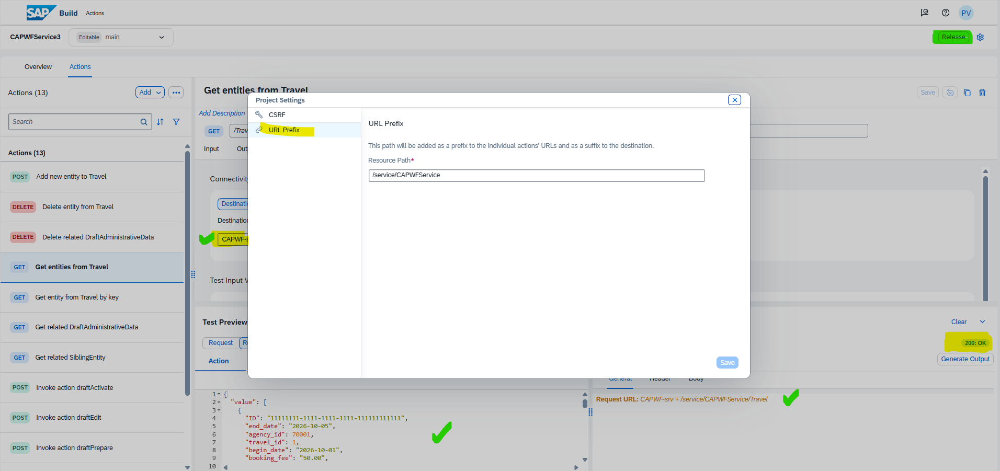 SAP Build Actions
PV
CAPWFService3 Editable main
Release
Overview Actions
Actions (13) Add
Search
Actions (13)
POST Add new entity to Travel
DELETE Delete entity from Travel
DELETE Delete related DraftAdministrativeData
GET Get entities from Travel
GET Get entity from Travel by key
GET Get related DraftAdministrativeData
GET Get related SiblingEntity
POST Invoke action draftActivate
POST Invoke action draftEdit
POST Invoke action draftPrepare
Get entities from Travel
Save
Add Description
GET /Trav
Input Out
Connectivity
Destinatio
Destination
CAPWF-s
Test Input V
Project Settings
CSRF
URL Prefix
URL Prefix
This path will be added as a prefix to the individual actions' URLs and as a suffix to the destination.
Resource Path*
/service/CAPWFService
Save
Test Preview
Clear
Request R
200: OK
Generate Output
Action
General Header Body
Request URL: CAPWF-srv + /service/CAPWFService/Travel
1 {
2 "value": [
3 {
4 "ID": "11111111-1111-1111-1111-111111111111",
5 "end_date": "2026-10-05",
6 "agency_id": 70001,
7 "travel_id": 1,
8 "begin_date": "2026-10-01",
9 "booking_fee": "50.00",
10